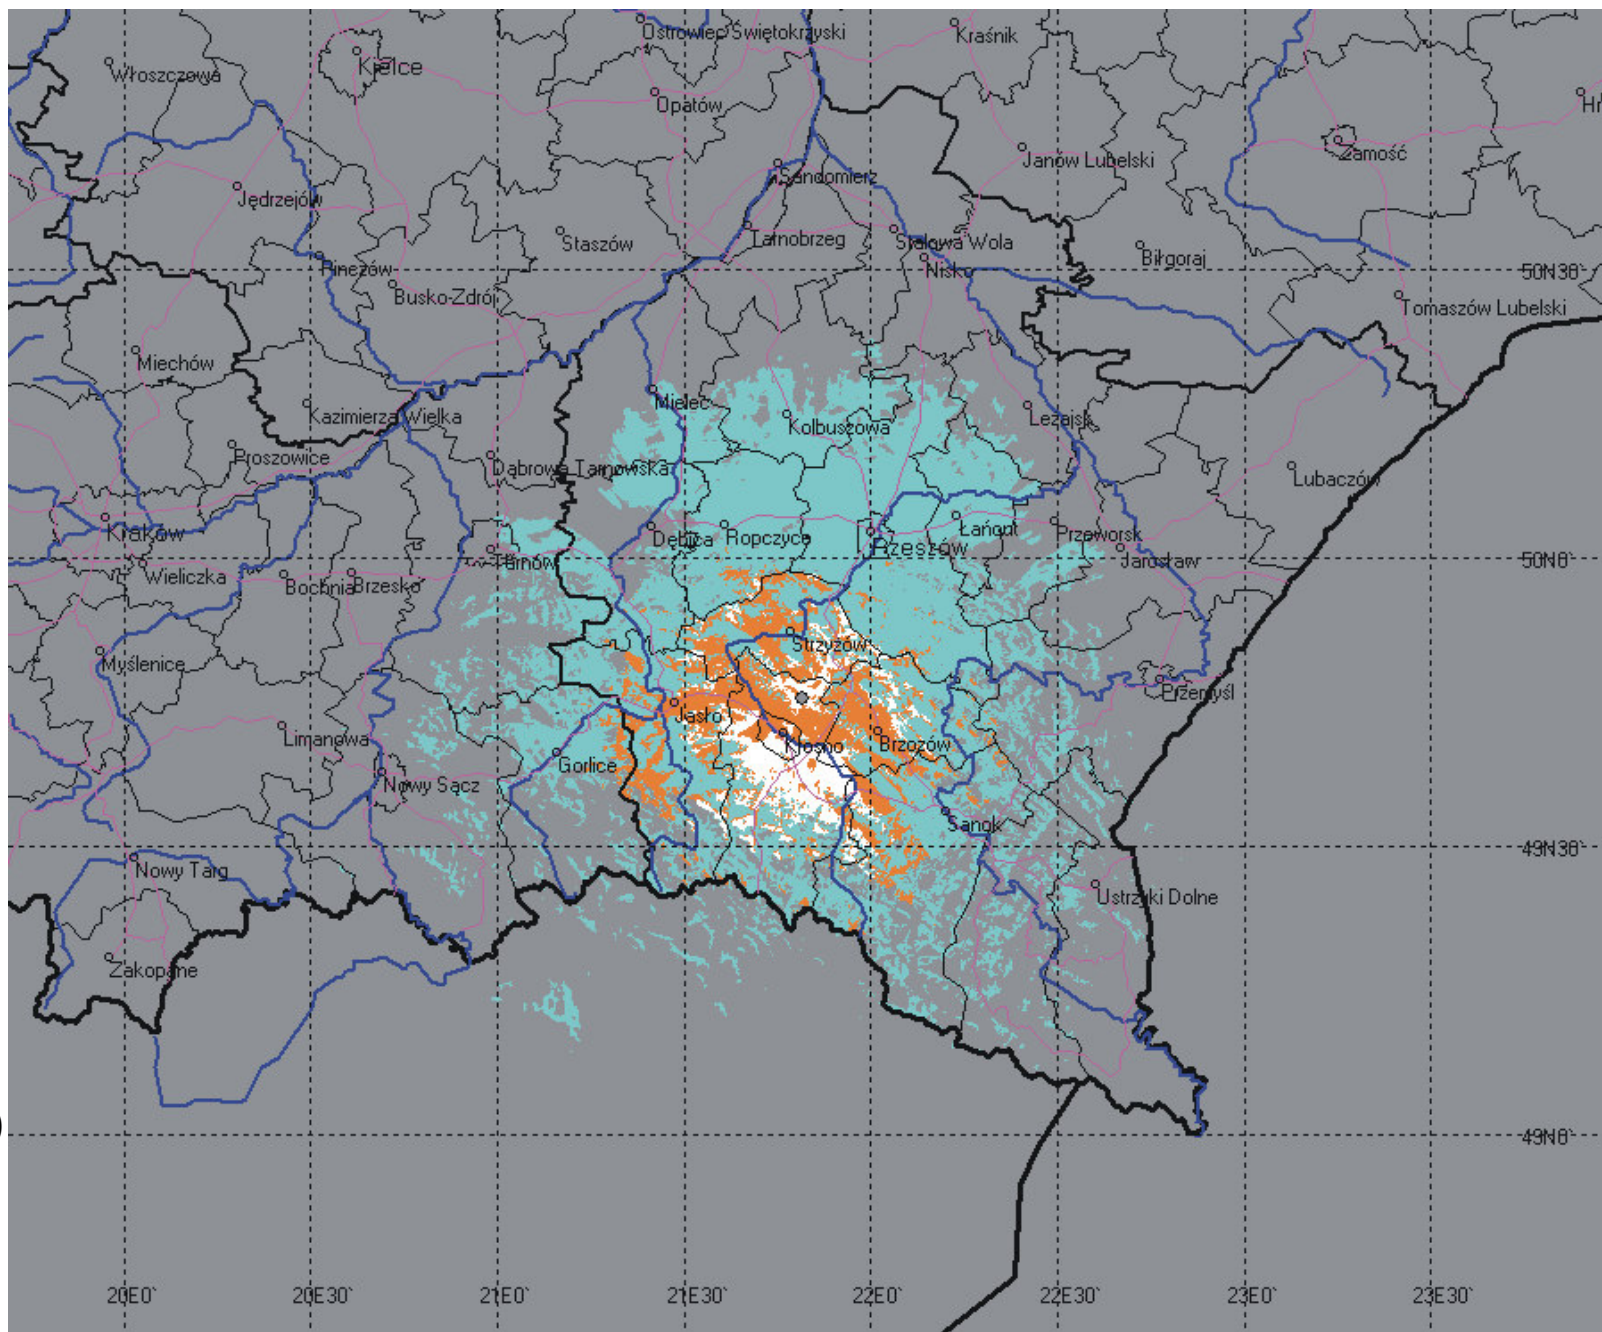 Ostrowiec Świętokrzyski
Kraśnik
Włoszczowa
Kielce
Opatów
Hr
Zamość
Janów Lubelski
Sandomierz
Jędrzejów
Staszów
Tarnobrzeg
Stalowa Wola
Biłgoraj
Pinczów
Nisko
50N30`
Busko-Zdrój
Tomaszów Lubelski
Miechów
Mielec
Kazimierza Wielka
Kolbuszowa
Leżajsk
Proszowice
Dąbrowa Tarnowska
Lubaczów
Kraków
Dębica
Ropczyce
Rzeszów
Łańcut
Przeworsk
Tarnów
50N0`
Jarosław
Wieliczka
Bochnia
Brzesko
Strzyżów
Myślenice
Przemyśl
Jasło
Limanowa
Krosno
Brzozów
Gorlice
Nowy Sącz
Sanok
49N30`
Nowy Targ
Ustrzyki Dolne
Zakopane
)
49N0`
20E0` 20E30` 21E0` 21E30` 22E0` 22E30` 23E0` 23E30`